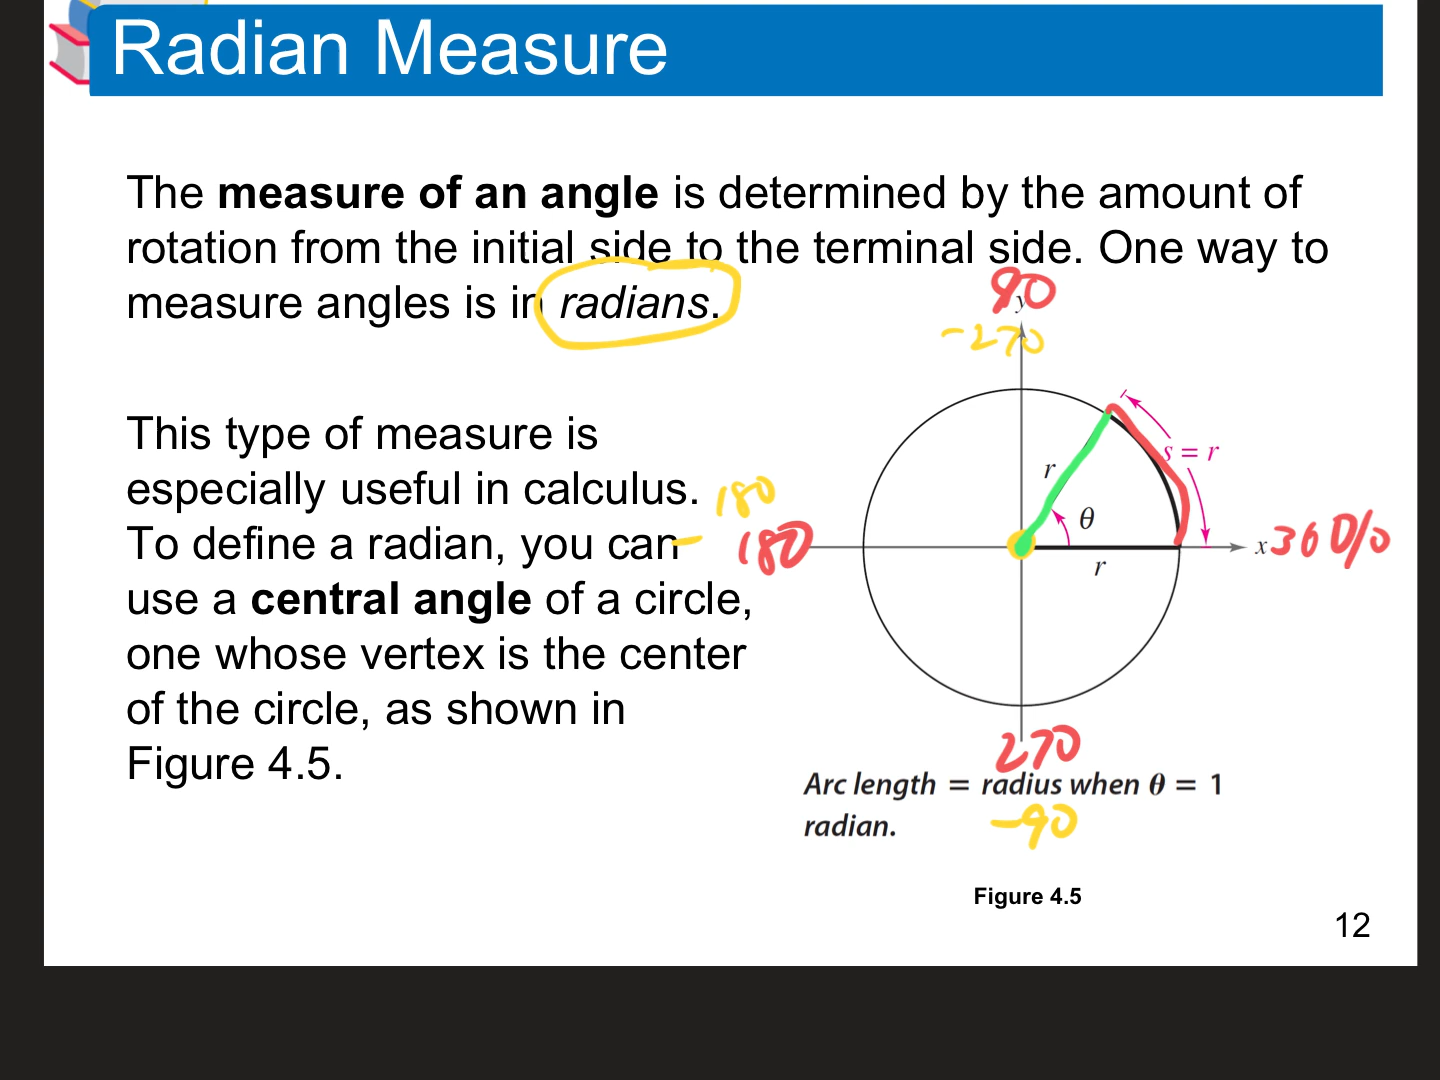 Radian Measure
The measure of an angle is determined by the amount of
rotation from the initial side to the terminal side. One way to
measure angles is in radians.
90
y
-270
This type of measure is
especially useful in calculus.
To define a radian, you can
use a central angle of a circle,
one whose vertex is the center
of the circle, as shown in
Figure 4.5.
s = r
r
θ
- 180
180
x
360/0
r
270
Arc length = radius when θ = 1
radian.
-90
Figure 4.5
12